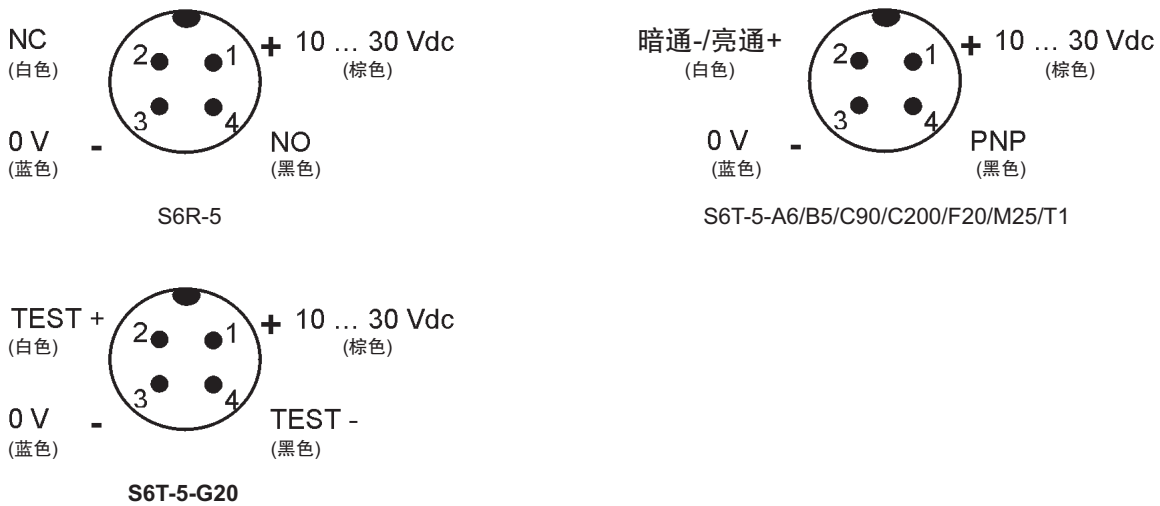 NC
(白色)
2
1
+ 10 ... 30 Vdc
(棕色)
3
4
0 V -
(蓝色)
NO
(黑色)
S6R-5
暗通-/亮通+
(白色)
2
1
+ 10 ... 30 Vdc
(棕色)
3
4
0 V -
(蓝色)
PNP
(黑色)
S6T-5-A6/B5/C90/C200/F20/M25/T1
TEST +
(白色)
2
1
+ 10 ... 30 Vdc
(棕色)
3
4
0 V -
(蓝色)
TEST -
(黑色)
S6T-5-G20